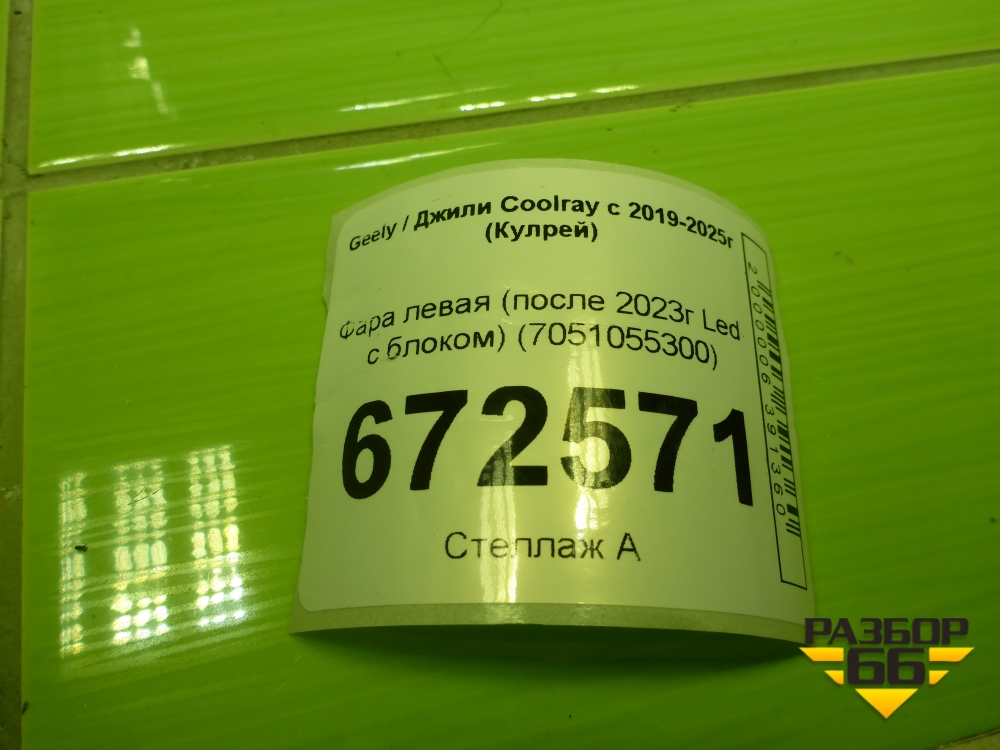 Geely / Джили Coolray с 2019-2025г
(Кулрей)
Фара левая (после 2023г Led
с блоком) (7051055300)
672571
Стеллаж А
2000006391360
РАЗБОР
66